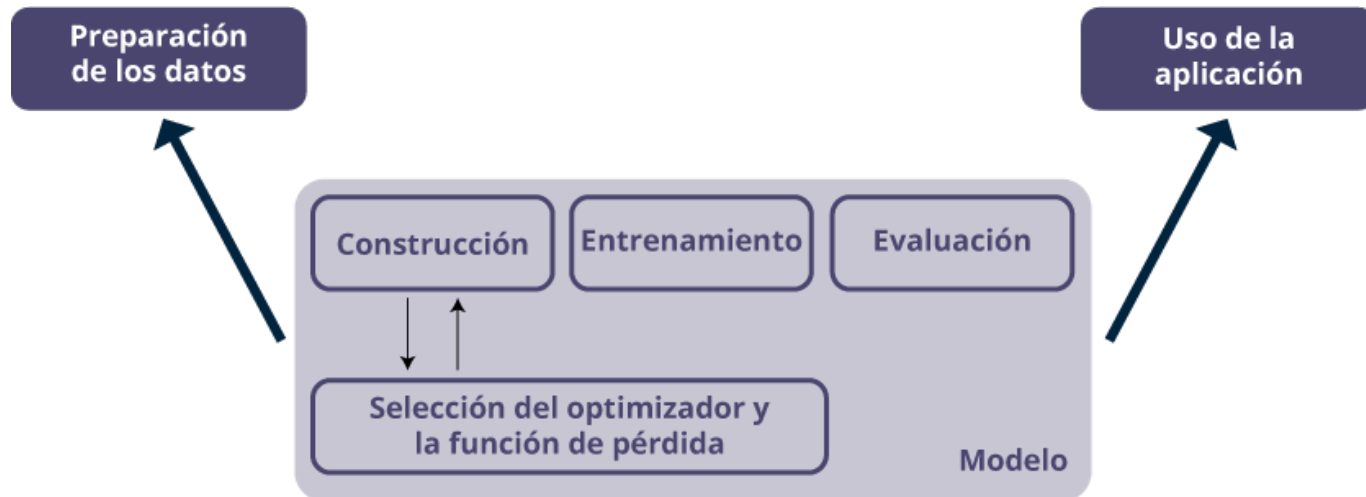 Preparación
de los datos
Uso de la
aplicación
Construcción
Entrenamiento
Evaluación
Selección del optimizador y
la función de pérdida
Modelo